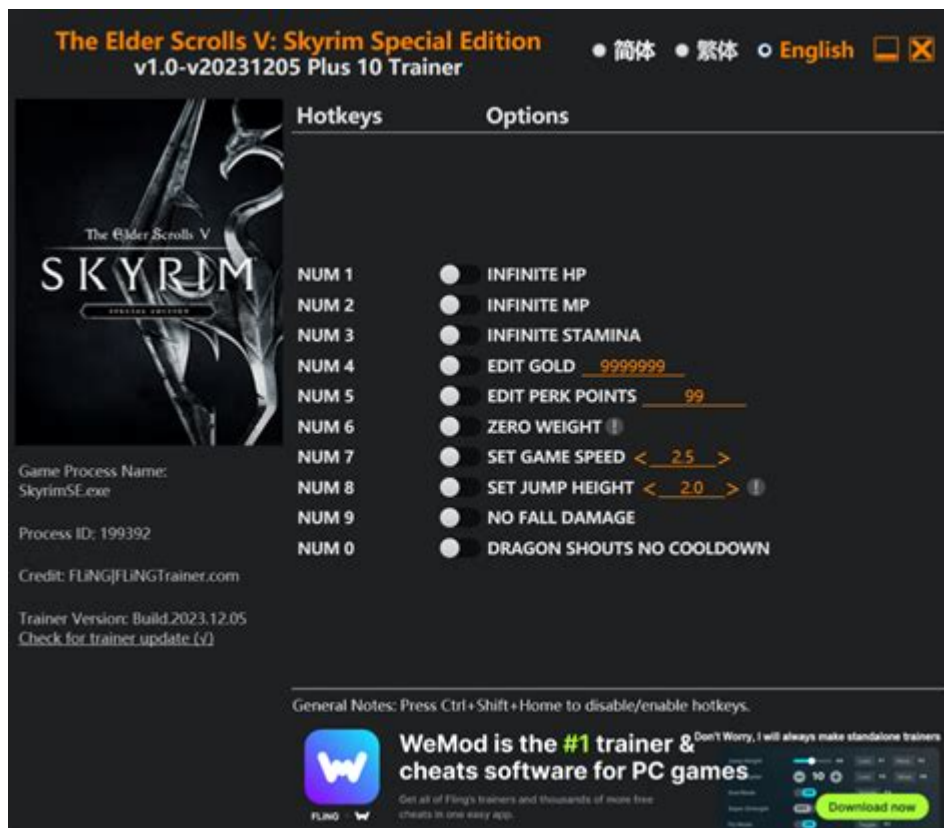 The Elder Scrolls V: Skyrim Special Edition
v1.0-v20231205 Plus 10 Trainer
简体 繁体 English
Hotkeys Options
The Elder Scrolls V
SKYRIM
SPECIAL EDITION
NUM 1 INFINITE HP
NUM 2 INFINITE MP
NUM 3 INFINITE STAMINA
NUM 4 EDIT GOLD 9999999
NUM 5 EDIT PERK POINTS 99
NUM 6 ZERO WEIGHT !
NUM 7 SET GAME SPEED < 2.5 >
NUM 8 SET JUMP HEIGHT < 2.0 > !
NUM 9 NO FALL DAMAGE
NUM 0 DRAGON SHOUTS NO COOLDOWN
Game Process Name:
SkyrimSE.exe
Process ID: 199392
Credit: FLiNG|FLiNGTrainer.com
Trainer Version: Build.2023.12.05
Check for trainer update (√)
General Notes: Press Ctrl+Shift+Home to disable/enable hotkeys.
WeMod is the #1 trainer &
cheats software for PC games
Get all of Fling's trainers and thousands of more free
cheats in one easy app.
FLING
Don't Worry, I will always make standalone trainers
10
Download now